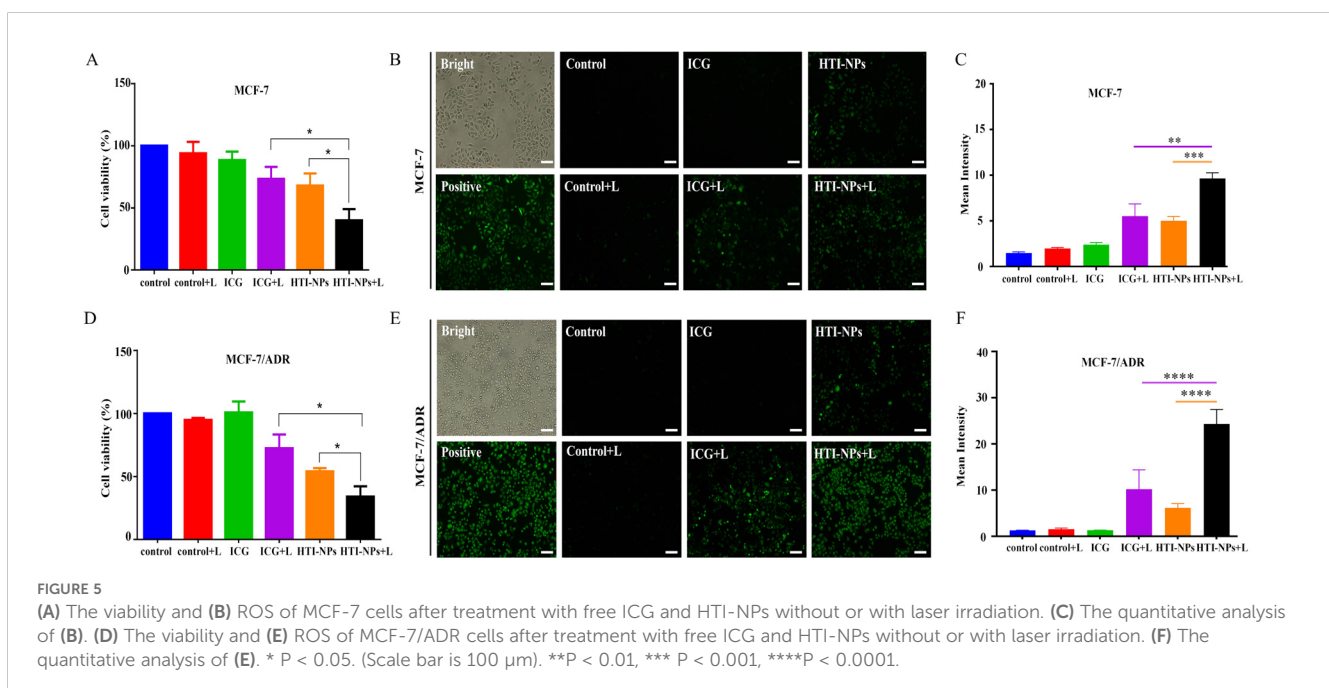 A
MCF-7
Cell viability (%)
150
100
50
0
control
control+L
ICG
ICG+L
HTI-NPs
HTI-NPs+L
*
*
B
MCF-7
Bright
Control
ICG
HTI-NPs
Positive
Control+L
ICG+L
HTI-NPs+L
C
MCF-7
Mean Intensity
20
15
10
5
0
control
control+L
ICG
ICG+L
HTI-NPs
HTI-NPs+L
**
***
D
MCF-7/ADR
Cell viability (%)
150
100
50
0
control
control+L
ICG
ICG+L
HTI-NPs
HTI-NPs+L
*
*
E
MCF-7/ADR
Bright
Control
ICG
HTI-NPs
Positive
Control+L
ICG+L
HTI-NPs+L
F
MCF-7/ADR
Mean Intensity
40
30
20
10
0
control
control+L
ICG
ICG+L
HTI-NPs
HTI-NPs+L
****
****
FIGURE 5
(A) The viability and (B) ROS of MCF-7 cells after treatment with free ICG and HTI-NPs without or with laser irradiation. (C) The quantitative analysis
of (B). (D) The viability and (E) ROS of MCF-7/ADR cells after treatment with free ICG and HTI-NPs without or with laser irradiation. (F) The
quantitative analysis of (E). * P < 0.05. (Scale bar is 100 μm). **P < 0.01, *** P < 0.001, ****P < 0.0001.